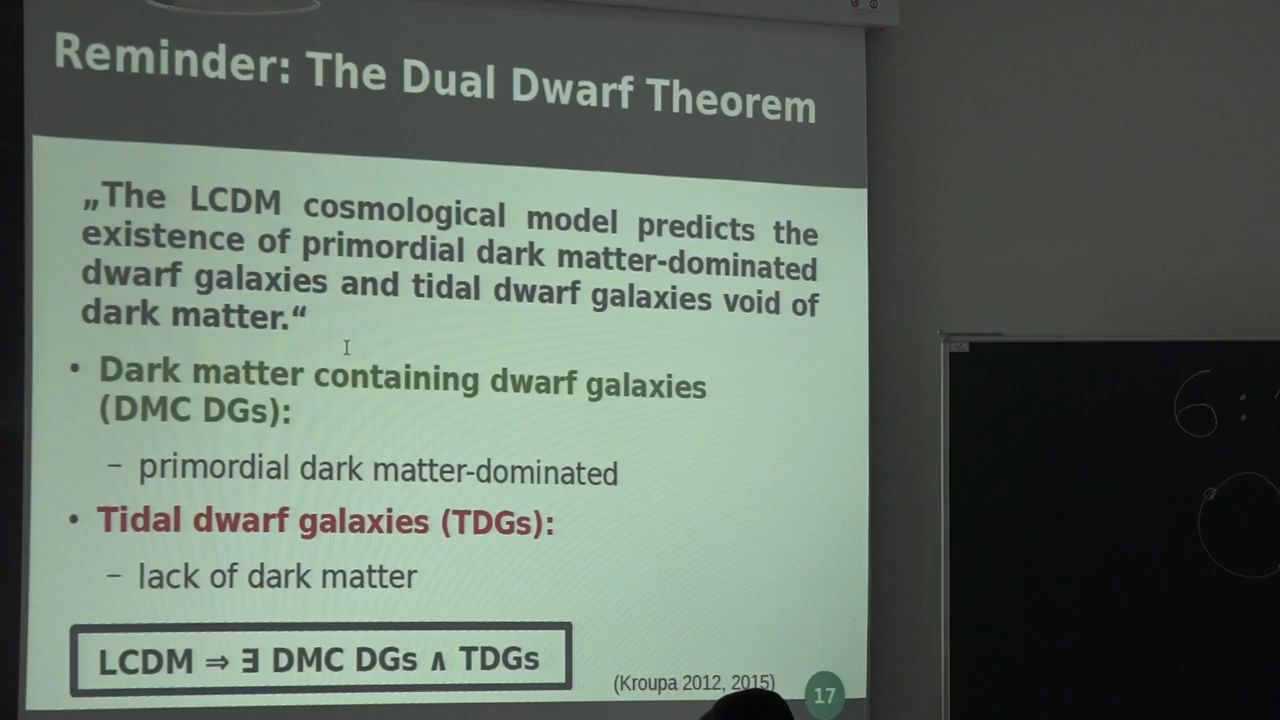 Reminder: The Dual Dwarf Theorem
„The LCDM cosmological model predicts the
existence of primordial dark matter-dominated
dwarf galaxies and tidal dwarf galaxies void of
dark matter.“
• Dark matter containing dwarf galaxies
(DMC DGs):
– primordial dark matter-dominated
• Tidal dwarf galaxies (TDGs):
– lack of dark matter
LCDM ⇒ ∃ DMC DGs ∧ TDGs
(Kroupa 2012, 2015)
17
6: